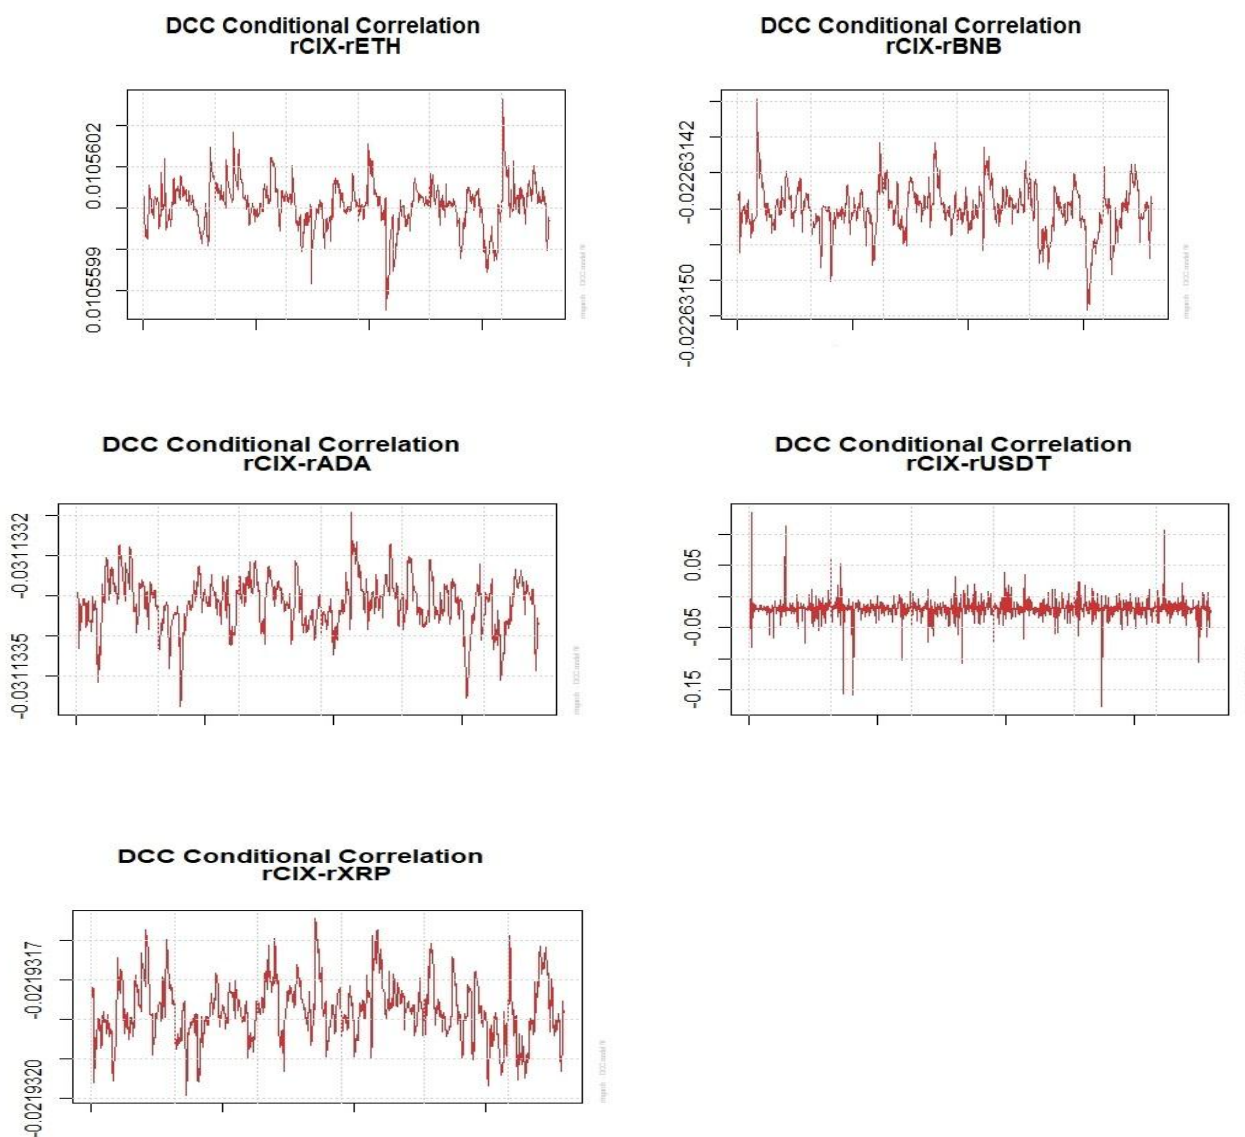 DCC Conditional Correlation
rCIX-rETH
0.0105602
0.0105599
DCC Conditional Correlation
rCIX-rBNB
-0.02263142
-0.02263150
DCC Conditional Correlation
rCIX-rADA
-0.0311332
-0.0311335
DCC Conditional Correlation
rCIX-rUSDT
0.05
-0.05
-0.15
DCC Conditional Correlation
rCIX-rXRP
-0.0219317
-0.0219320